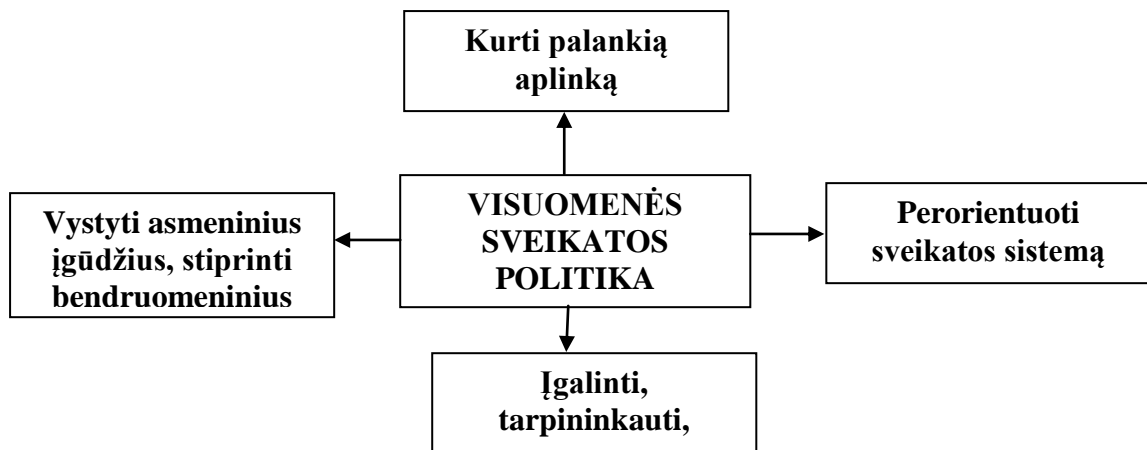 Kurti palankią
aplinką
Vystyti asmeninius
įgūdžius, stiprinti
bendruomeninius
VISUOMENĖS
SVEIKATOS
POLITIKA
Perorientuoti
sveikatos sistemą
Įgalinti,
tarpininkauti,